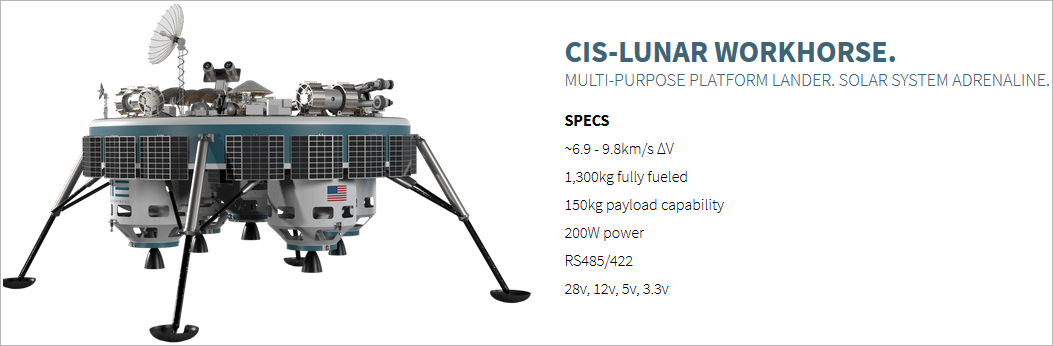 CIS-LUNAR WORKHORSE.
MULTI-PURPOSE PLATFORM LANDER. SOLAR SYSTEM ADRENALINE.
SPECS
~6.9 - 9.8km/s ΔV
1,300kg fully fueled
150kg payload capability
200W power
RS485/422
28v, 12v, 5v, 3.3v